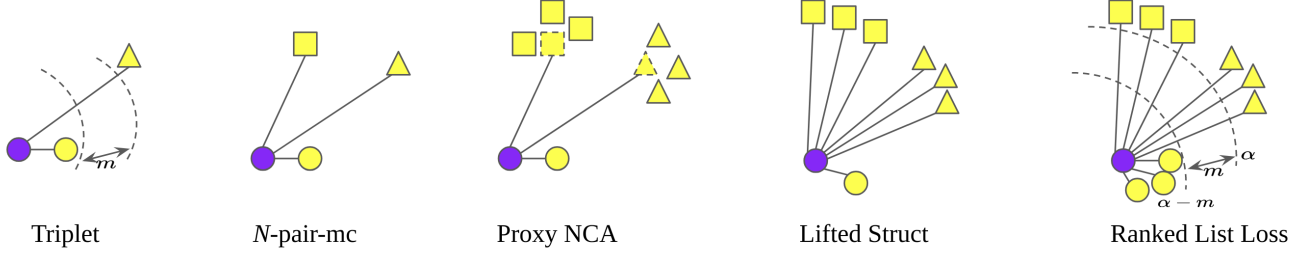 m
α
m
α − m
Triplet
N-pair-mc
Proxy NCA
Lifted Struct
Ranked List Loss